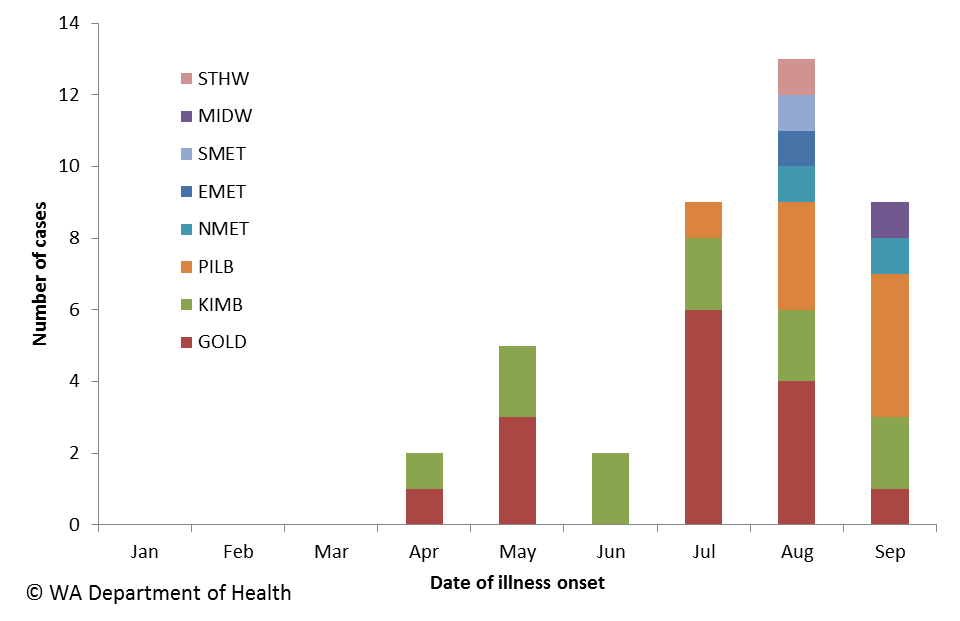 14
12
10
8
6
4
2
0
Number of cases
STHW
MIDW
SMET
EMET
NMET
PILB
KIMB
GOLD
Jan Feb Mar Apr May Jun Jul Aug Sep
Date of illness onset
© WA Department of Health